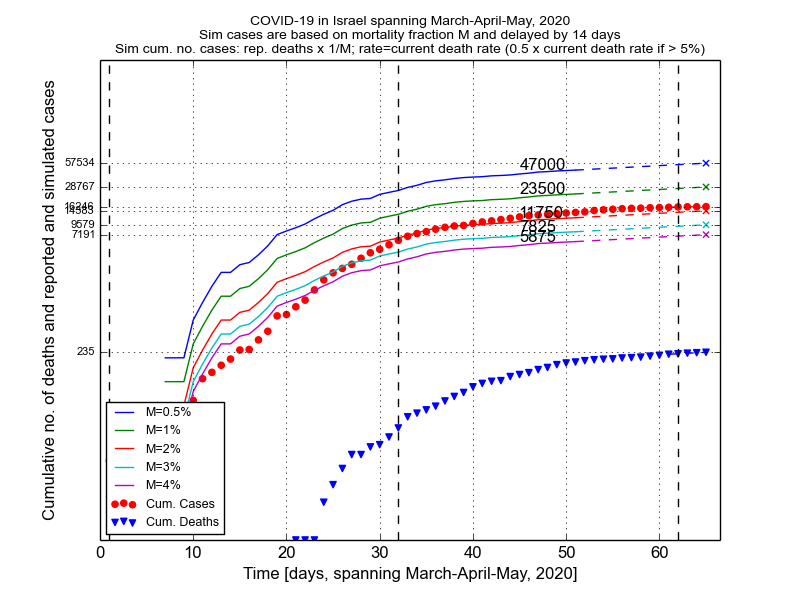 COVID-19 in Israel spanning March-April-May, 2020
Sim cases are based on mortality fraction M and delayed by 14 days
Sim cum. no. cases: rep. deaths x 1/M; rate=current death rate (0.5 x current death rate if > 5%)
Cumulative no. of deaths and reported and simulated cases
57534
28767
16246
14383
9579
7191
235
47000
23500
11750
7825
5875
M=0.5%
M=1%
M=2%
M=3%
M=4%
Cum. Cases
Cum. Deaths
0 10 20 30 40 50 60
Time [days, spanning March-April-May, 2020]